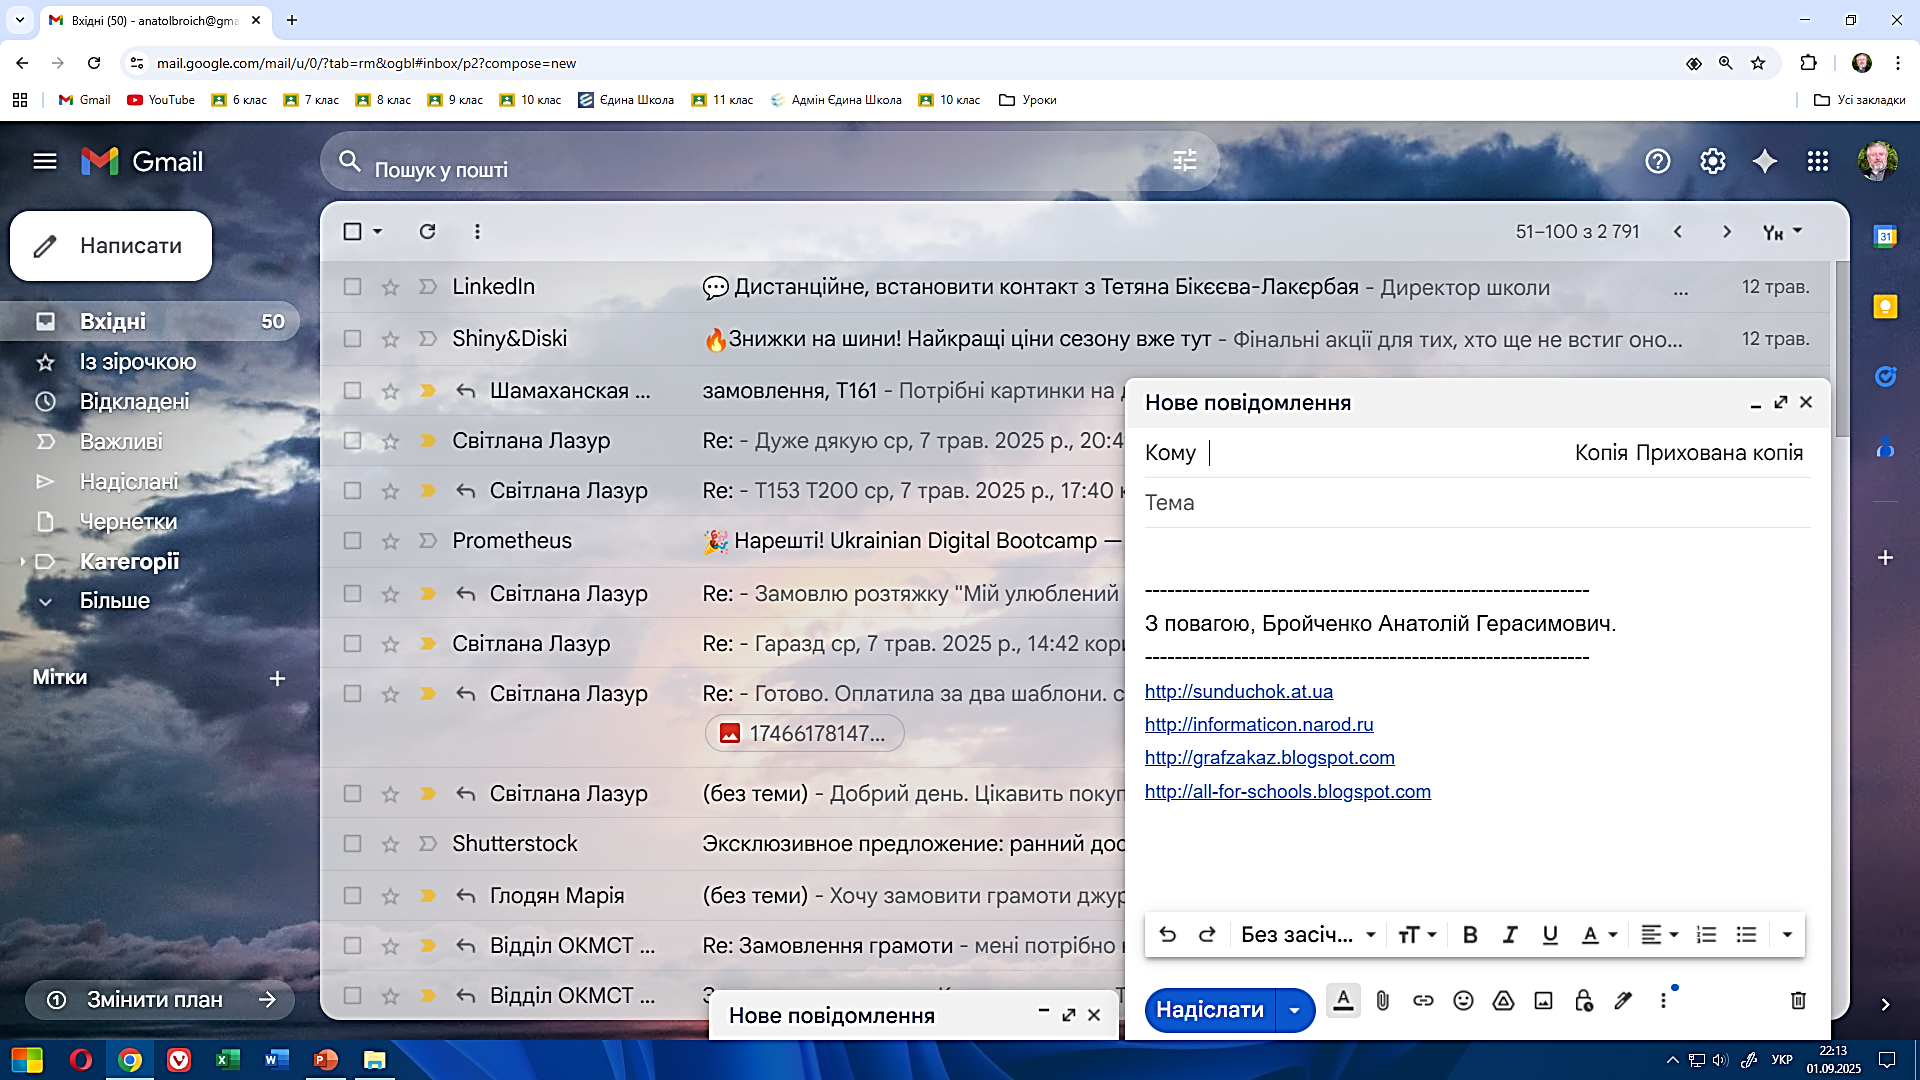 Вхідні (50) - anatolbroich@gma
mail.google.com/mail/u/0/?tab=rm&ogbl#inbox/p2?compose=new
Gmail YouTube 6 клас 7 клас 8 клас 9 клас 10 клас Єдина Школа 11 клас Адмін Єдина Школа 10 клас Уроки Усі закладки
Gmail
Пошук у пошті
Написати
51–100 з 2 791
Вхідні 50
Із зірочкою
Відкладені
Важливі
Надіслані
Чернетки
Категорії
Більше
Мітки
Змінити план
LinkedIn 💬 Дистанційне, встановити контакт з Тетяна Бікєєва-Лакєрбая - Директор школи ... 12 трав.
Shiny&Diski 🔥Знижки на шини! Найкращі ціни сезону вже тут - Фінальні акції для тих, хто ще не встиг оно... 12 трав.
Шамаханская ... замовлення, Т161 - Потрібні картинки на
Світлана Лазур Re: - Дуже дякую ср, 7 трав. 2025 р., 20:4
Світлана Лазур Re: - Т153 Т200 ср, 7 трав. 2025 р., 17:40
Prometheus 🎉 Нарешті! Ukrainian Digital Bootcamp —
Світлана Лазур Re: - Замовлю розтяжку "Мій улюблений
Світлана Лазур Re: - Гаразд ср, 7 трав. 2025 р., 14:42 кори
Світлана Лазур Re: - Готово. Оплатила за два шаблони. с
17466178147...
Світлана Лазур (без теми) - Добрий день. Цікавить покуп
Shutterstock Эксклюзивное предложение: ранний дос
Глодян Марія (без теми) - Хочу замовити грамоти джур
Відділ ОКМСТ ... Re: Замовлення грамоти - мені потрібно
Відділ ОКМСТ ...
Нове повідомлення
Нове повідомлення
Кому Копія Прихована копія
Тема
------------------------------------------------------------
З повагою, Бройченко Анатолій Герасимович.
------------------------------------------------------------
http://sunduchok.at.ua
http://informaticon.narod.ru
http://grafzakaz.blogspot.com
http://all-for-schools.blogspot.com
Без засіч...
Надіслати
УКР
22:13
01.09.2025